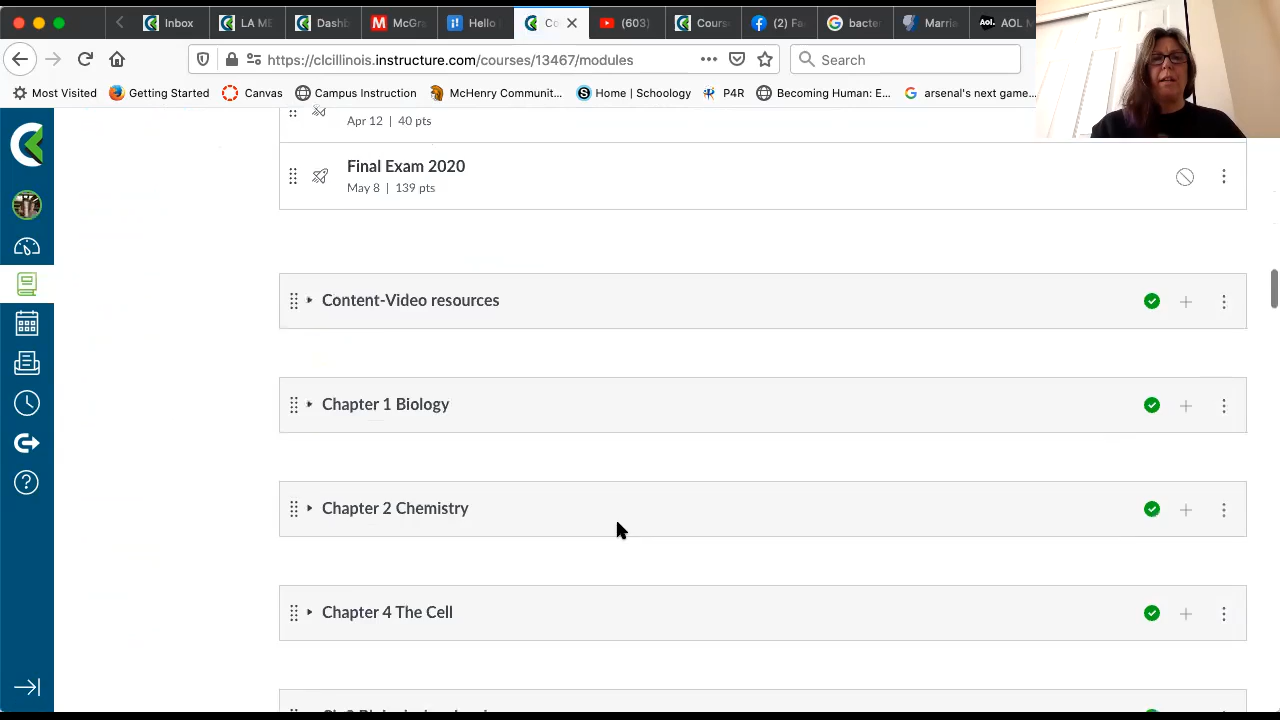 Inbox
LA ME
Dashb
McGra
Hello
Co
(603)
Cours
(2) Fa
bacter
Marria
Aol.
AOL M
https://clcillinois.instructure.com/courses/13467/modules
Search
Most Visited
Getting Started
Canvas
Campus Instruction
McHenry Communit...
Home | Schoology
P4R
Becoming Human: E...
arsenal's next game...
Apr 12 | 40 pts
Final Exam 2020
May 8 | 139 pts
Content-Video resources
Chapter 1 Biology
Chapter 2 Chemistry
Chapter 4 The Cell